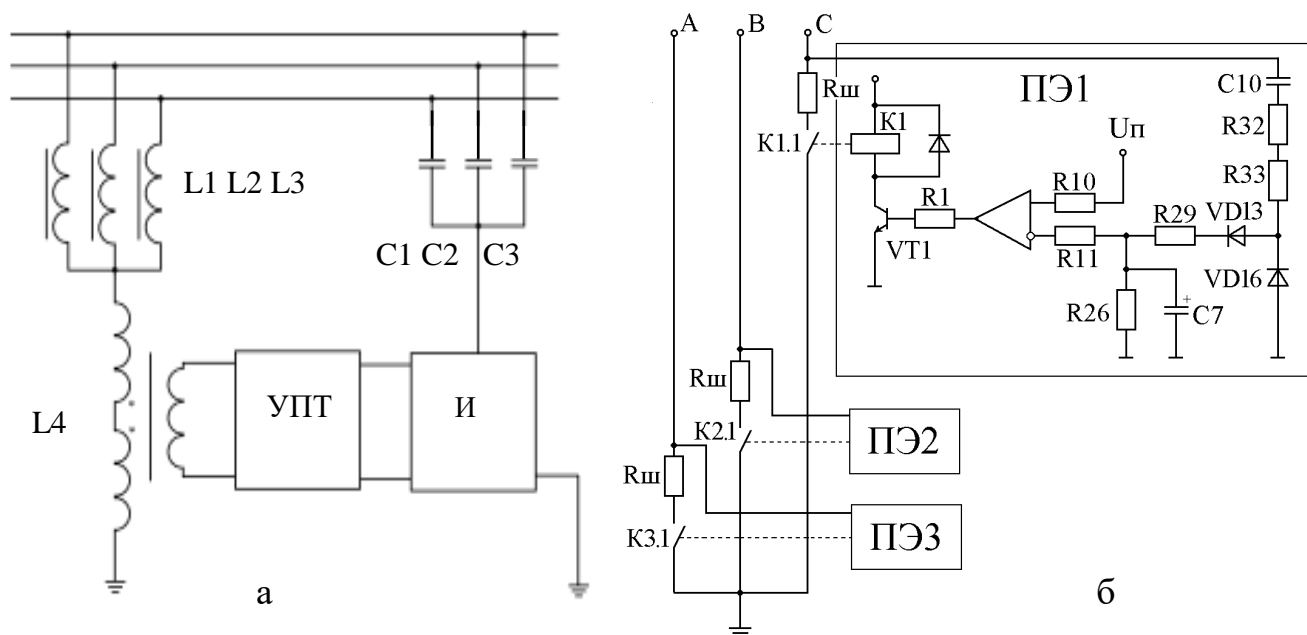 L1 L2 L3
C1 C2 C3
L4
УПТ
И
а
A
B
C
Rш
К1.1
К1
ПЭ1
Uп
C10
R32
R33
R10
R1
R29
VD13
VT1
R11
VD16
R26
+
C7
Rш
К2.1
ПЭ2
Rш
К3.1
ПЭ3
б